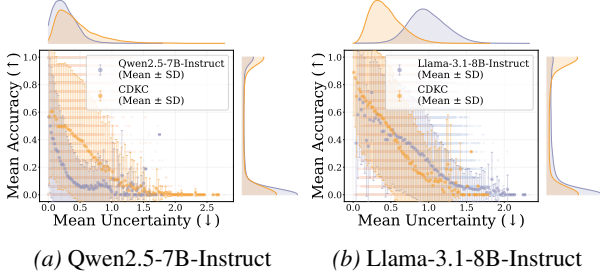 Mean Accuracy (↑)
1.0
0.8
0.6
0.4
0.2
0.0
Qwen2.5-7B-Instruct
(Mean ± SD)
CDKC
(Mean ± SD)
0.0 0.5 1.0 1.5 2.0 2.5
Mean Uncertainty (↓)
(a) Qwen2.5-7B-Instruct
Mean Accuracy (↑)
1.0
0.8
0.6
0.4
0.2
0.0
Llama-3.1-8B-Instruct
(Mean ± SD)
CDKC
(Mean ± SD)
0.0 0.5 1.0 1.5 2.0
Mean Uncertainty (↓)
(b) Llama-3.1-8B-Instruct